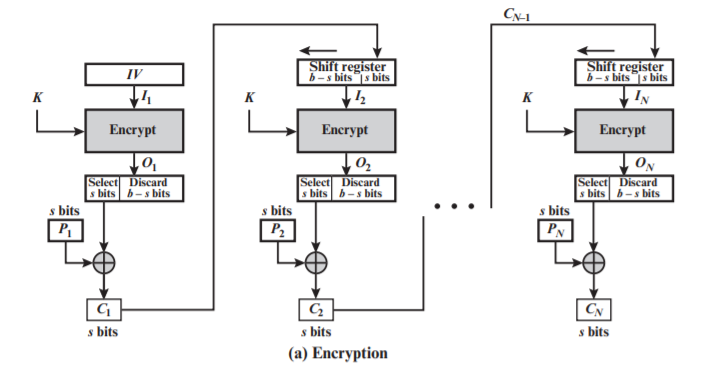 C_{N-1}
IV
Shift register
b – s bits | s bits
Shift register
b – s bits | s bits
K
I_1
K
I_2
K
I_N
Encrypt
Encrypt
Encrypt
O_1
O_2
O_N
Select Discard
s bits b – s bits
Select Discard
s bits b – s bits
Select Discard
s bits b – s bits
s bits
P_1
s bits
P_2
s bits
P_N
C_1
C_2
C_N
s bits
s bits
s bits
(a) Encryption